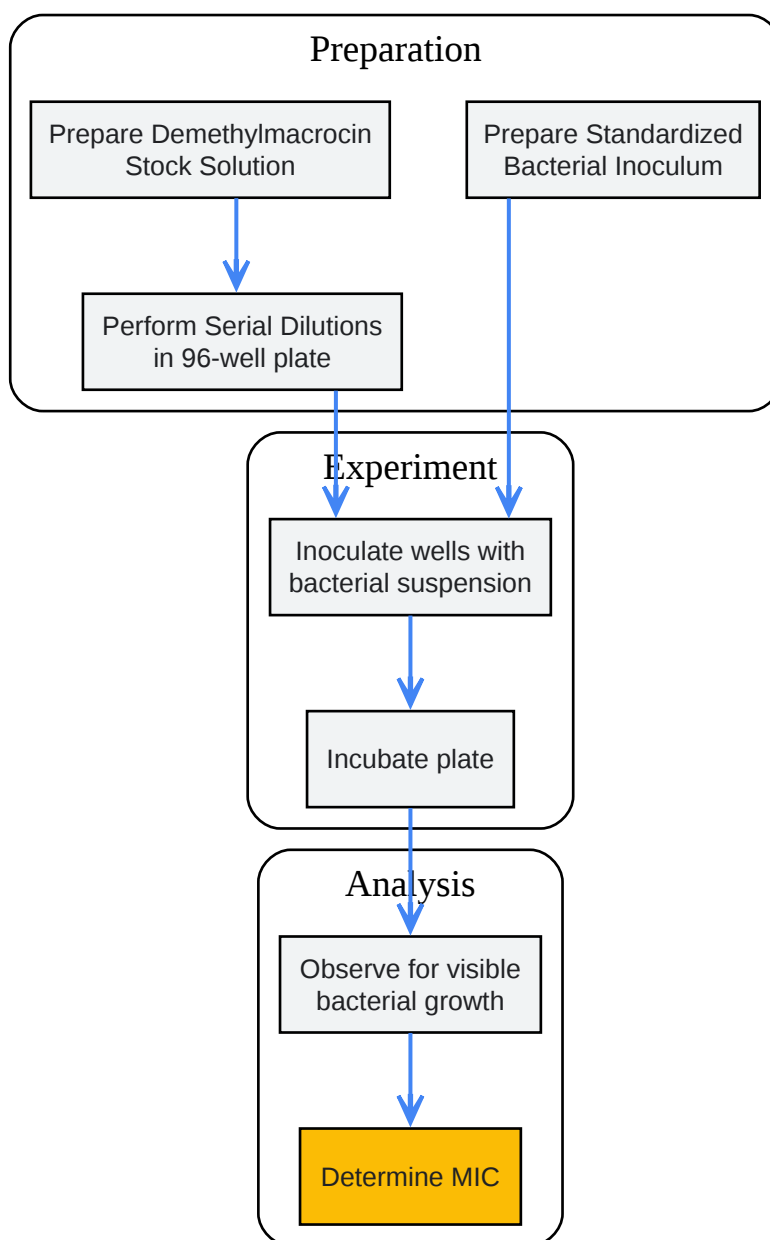 Preparation
Prepare Demethylmacrocin
Stock Solution
Prepare Standardized
Bacterial Inoculum
Perform Serial Dilutions
in 96-well plate
Experiment
Inoculate wells with
bacterial suspension
Incubate plate
Analysis
Observe for visible
bacterial growth
Determine MIC